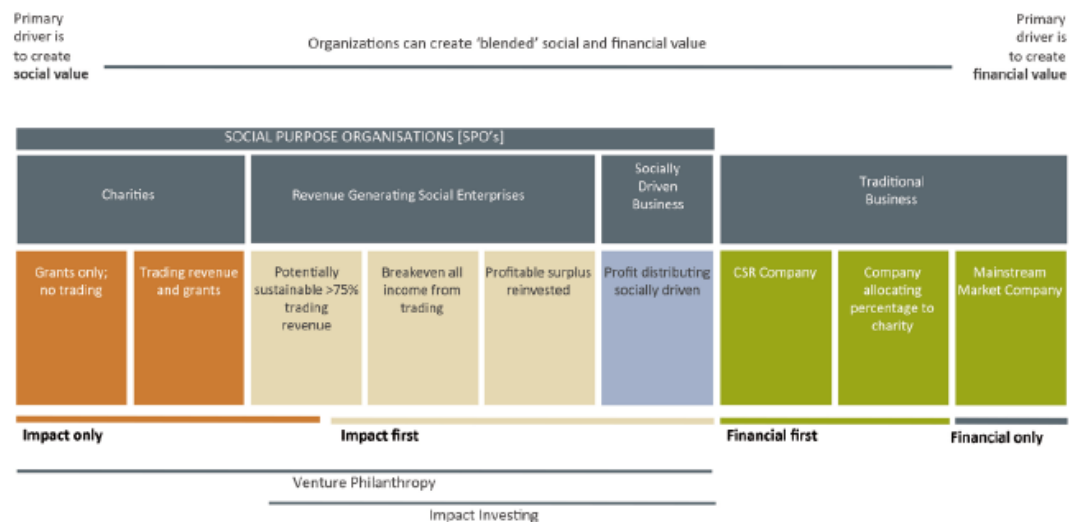 Primary
driver is
to create
social value
Organizations can create ‘blended’ social and financial value
Primary
driver is
to create
financial value
SOCIAL PURPOSE ORGANISATIONS [SPO's]
Charities
Revenue Generating Social Enterprises
Socially
Driven
Business
Traditional
Business
Grants only;
no trading
Trading revenue
and grants
Potentially
sustainable >75%
trading
revenue
Breakeven all
income from
trading
Profitable surplus
reinvested
Profit distributing
socially driven
CSR Company
Company
allocating
percentage to
charity
Mainstream
Market Company
Impact only
Impact first
Financial first
Financial only
Venture Philanthropy
Impact Investing